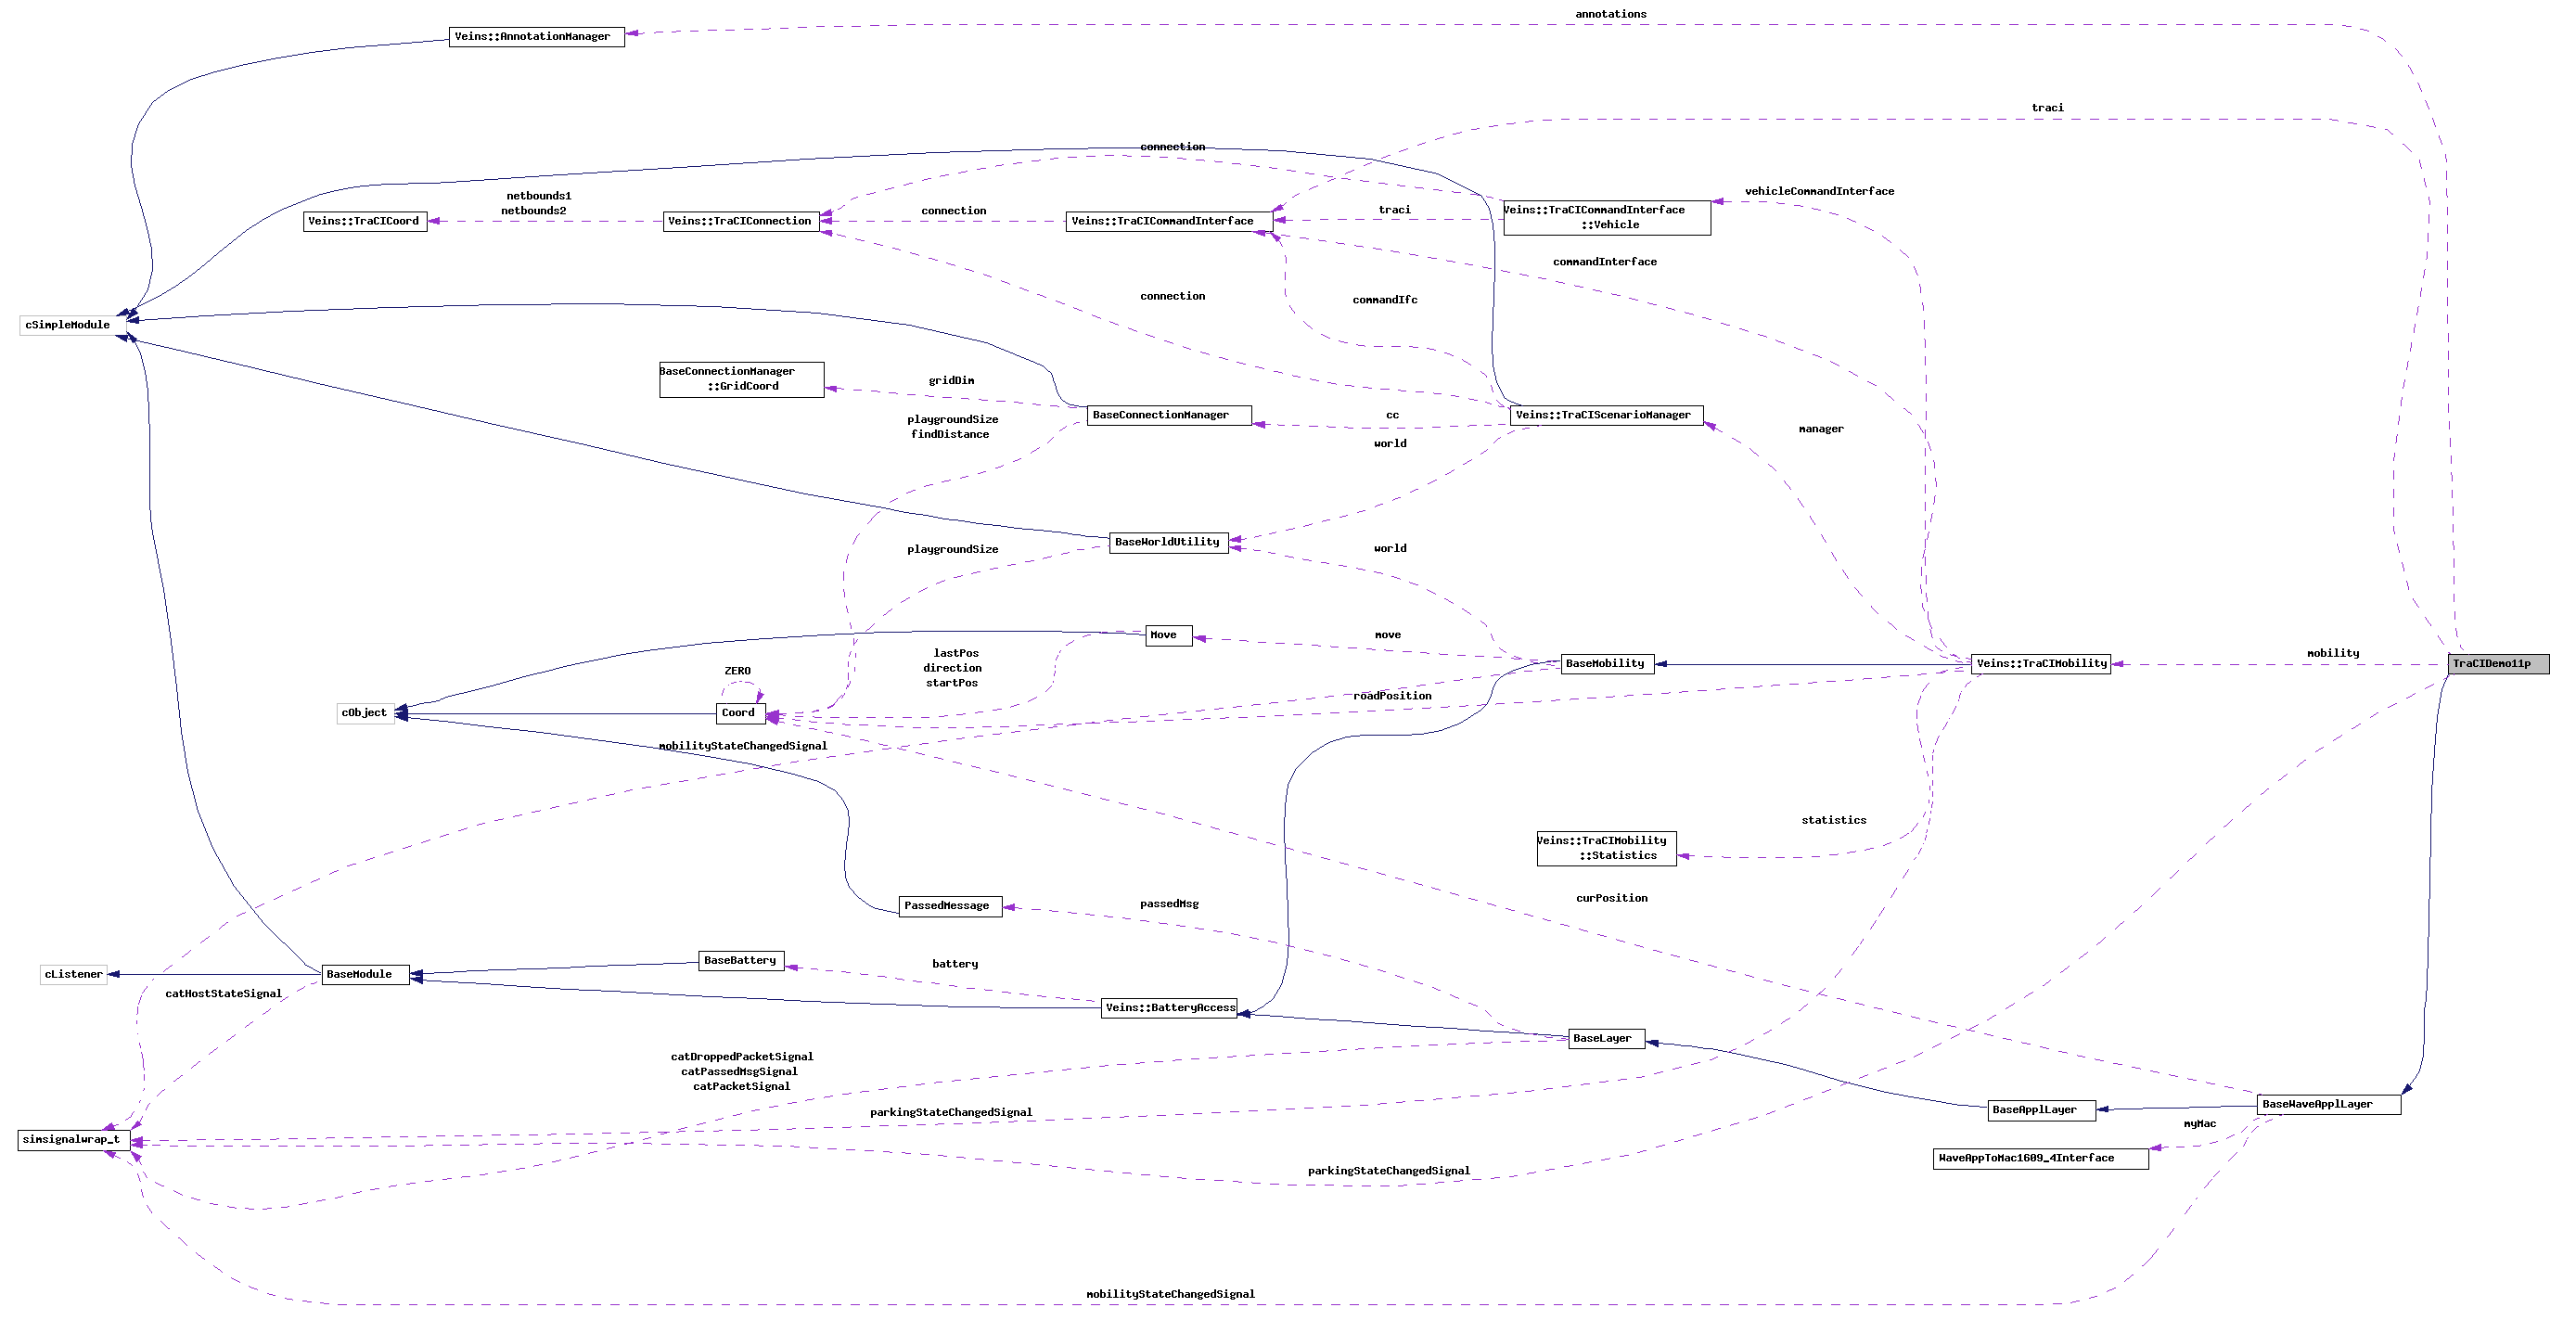 annotations
Veins::AnnotationManager
traci
connection
vehicleCommandInterface
netbounds1
netbounds2
Veins::TraCICoord
Veins::TraCIConnection
connection
Veins::TraCICommandInterface
traci
Veins::TraCICommandInterface
::Vehicle
commandInterface
connection
commandIfc
cSimpleModule
BaseConnectionManager
::GridCoord
gridDim
playgroundSize
findDistance
BaseConnectionManager
cc
world
Veins::TraCIScenarioManager
manager
BaseWorldUtility
playgroundSize
world
Move
move
lastPos
direction
startPos
ZERO
BaseMobility
Veins::TraCIMobility
mobility
TraCIDemo11p
roadPosition
cObject
Coord
mobilityStateChangedSignal
statistics
Veins::TraCIMobility
::Statistics
curPosition
PassedMessage
passedMsg
cListener
BaseModule
BaseBattery
battery
catHostStateSignal
Veins::BatteryAccess
BaseLayer
catDroppedPacketSignal
catPassedMsgSignal
catPacketSignal
parkingStateChangedSignal
BaseApplLayer
BaseWaveApplLayer
myMac
simsignalwrap_t
WaveAppToMac1609_4Interface
parkingStateChangedSignal
mobilityStateChangedSignal